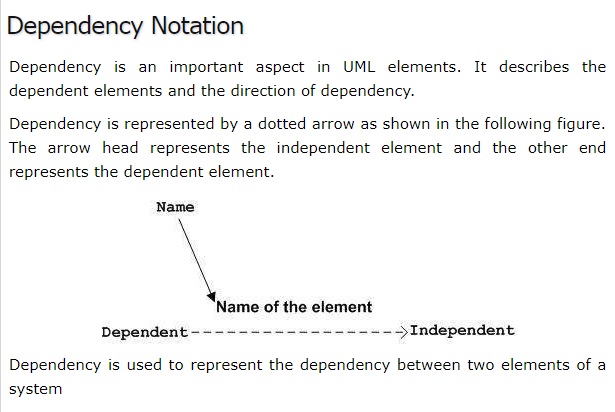 Dependency Notation
Dependency is an important aspect in UML elements. It describes the
dependent elements and the direction of dependency.
Dependency is represented by a dotted arrow as shown in the following figure.
The arrow head represents the independent element and the other end
represents the dependent element.
Name
Name of the element
Dependent Independent
Dependency is used to represent the dependency between two elements of a
system